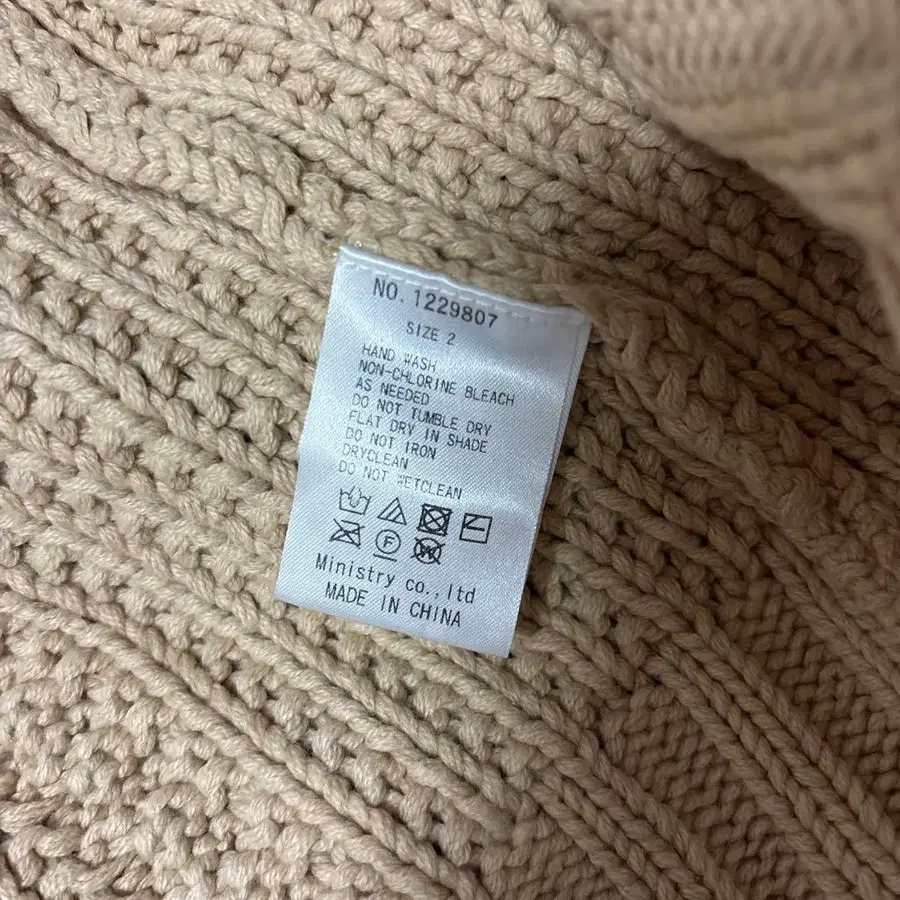 NO. 1229807
SIZE 2
HAND WASH
NON-CHLORINE BLEACH
AS NEEDED
DO NOT TUMBLE DRY
FLAT DRY IN SHADE
DO NOT IRON
DRYCLEAN
DO NOT WETCLEAN
F W
Ministry co.,ltd
MADE IN CHINA